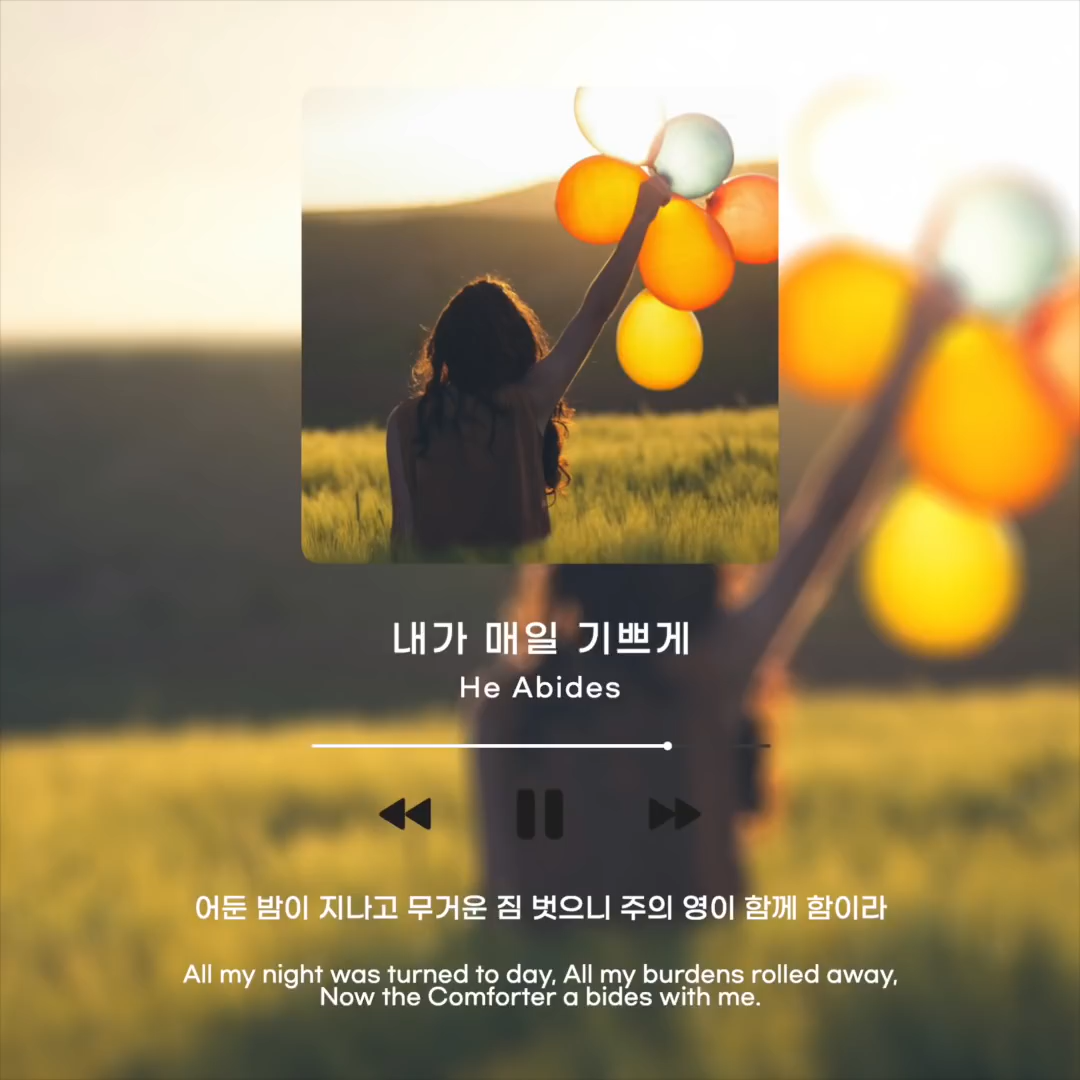 내가 매일 기쁘게
He Abides
어둔 밤이 지나고 무거운 짐 벗으니 주의 영이 함께 함이라
All my night was turned to day, All my burdens rolled away,
Now the Comforter a bides with me.